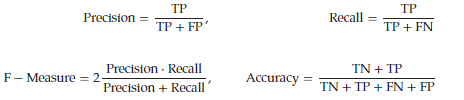 Precision = TP / TP + FP, Recall = TP / TP + FN
F – Measure = 2 Precision · Recall / Precision + Recall, Accuracy = TN + TP / TN + TP + FN + FP